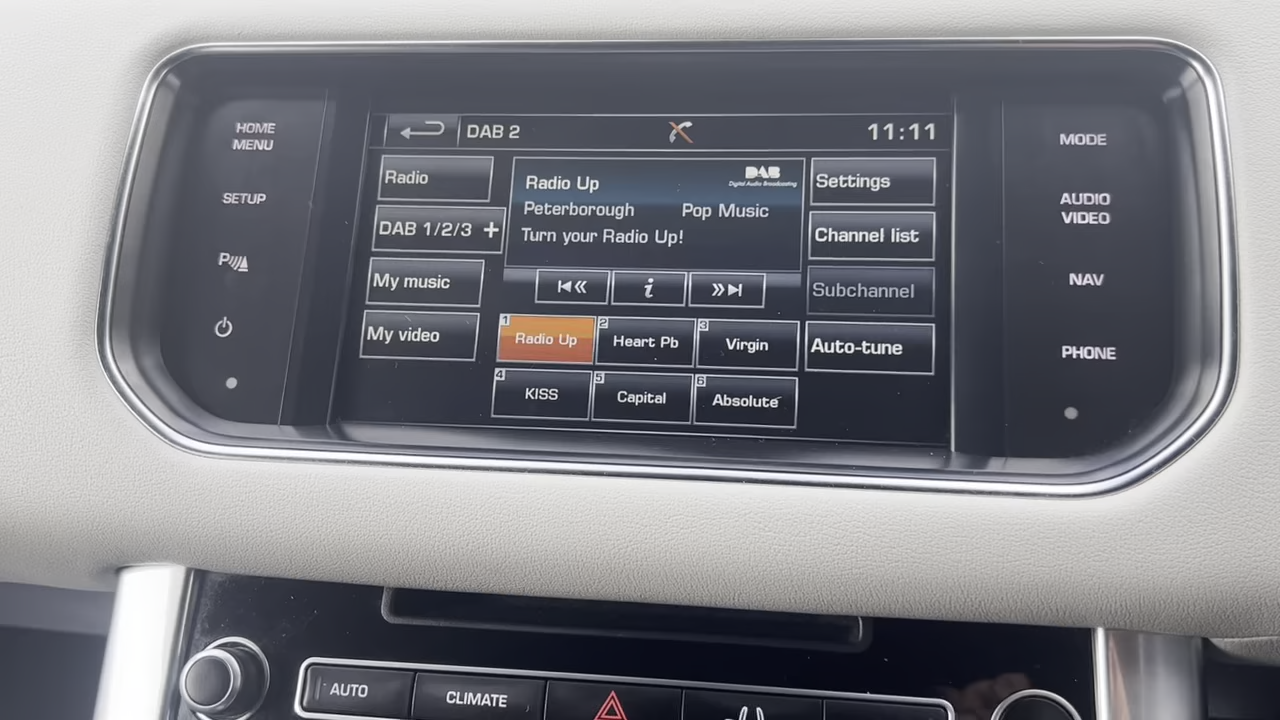 HOME
MENU
SETUP
P
DAB 2
11:11
Radio
DAB 1/2/3 +
My music
My video
Radio Up
DAB
Digital Audio Broadcasting
Peterborough Pop Music
Turn your Radio Up!
i
1 Radio Up
2 Heart Pb
3 Virgin
4 KISS
5 Capital
6 Absolute
Settings
Channel list
Subchannel
Auto-tune
MODE
AUDIO
VIDEO
NAV
PHONE
AUTO
CLIMATE